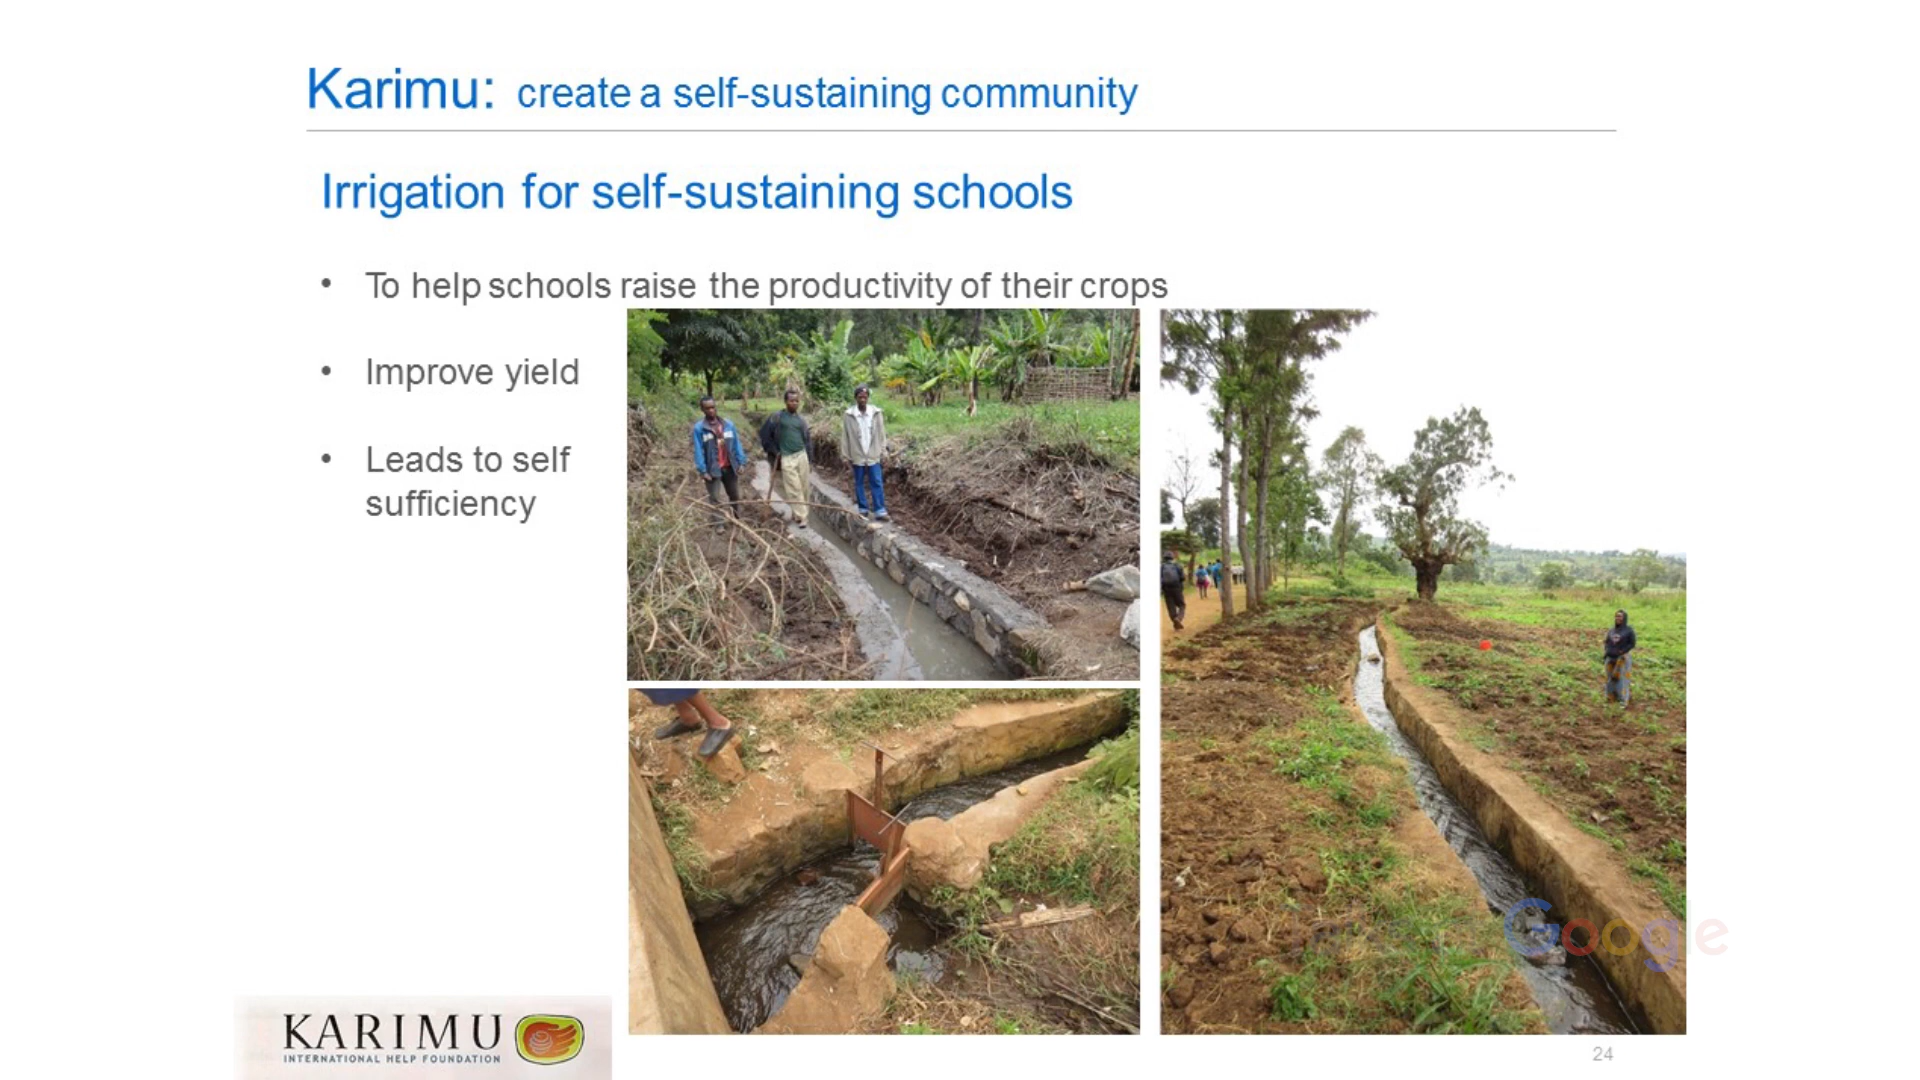 Karimu: create a self-sustaining community
Irrigation for self-sustaining schools
• To help schools raise the productivity of their crops
• Improve yield
• Leads to self
sufficiency
Google
KARIMU
INTERNATIONAL HELP FOUNDATION
24